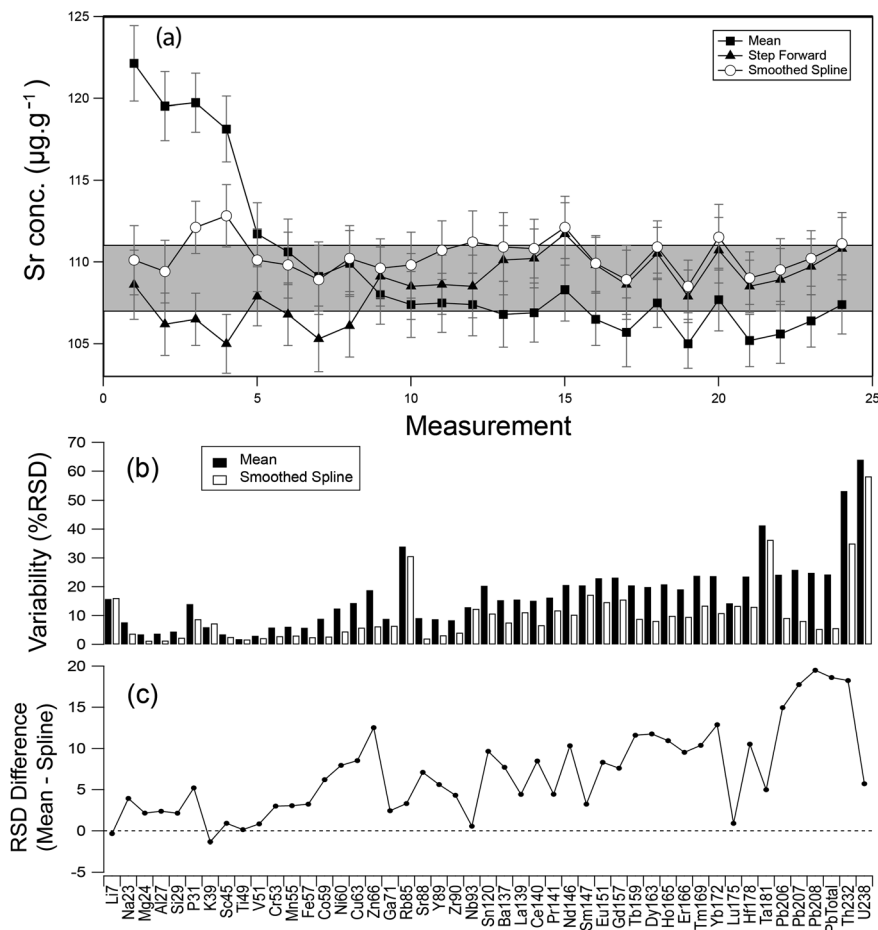 (a)
Mean
Step Forward
Smoothed Spline
Sr conc. (µg.g⁻¹)
125
120
115
110
105
0 5 10 15 20 25
Measurement
(b)
Mean
Smoothed Spline
Variability (%RSD)
70
60
50
40
30
20
10
0
(c)
RSD Difference
(Mean - Spline)
20
15
10
5
0
-5
Li7
Na23
Mg24
Al27
Si29
P31
K39
Sc45
Ti49
V51
Cr53
Mn55
Fe57
Co59
Ni60
Cu63
Zn66
Ga71
Rb85
Sr88
Y89
Zr90
Nb93
Sn120
Ba137
La139
Ce140
Pr141
Nd146
Sm147
Eu151
Gd157
Tb159
Dy163
Ho165
Er166
Tm169
Yb172
Lu175
Hf178
Ta181
Pb206
Pb207
Pb208
PbTotal
Th232
U238